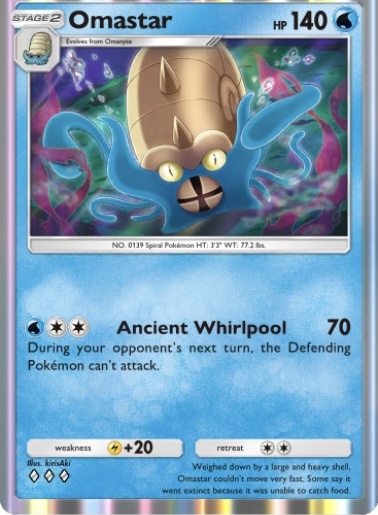 STAGE 2 Omastar HP 140
Evolves from Omanyte
NO. 0139 Spiral Pokémon HT: 3'3" WT: 77.2 lbs.
Ancient Whirlpool 70
During your opponent's next turn, the Defending
Pokémon can't attack.
weakness +20 retreat
Illus. kirisAki
Weighed down by a large and heavy shell,
Omastar couldn't move very fast. Some say it
went extinct because it was unable to catch food.